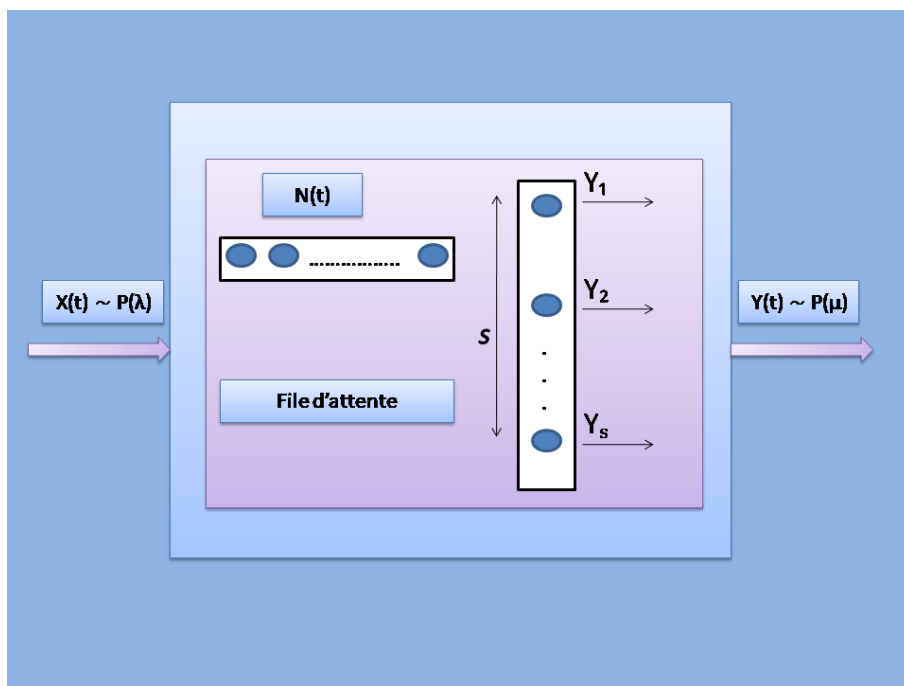 N(t)
................
X(t) ~ P(λ)
File d'attente
S
Y₁
Y₂
.
.
.
Yₛ
Y(t) ~ P(μ)